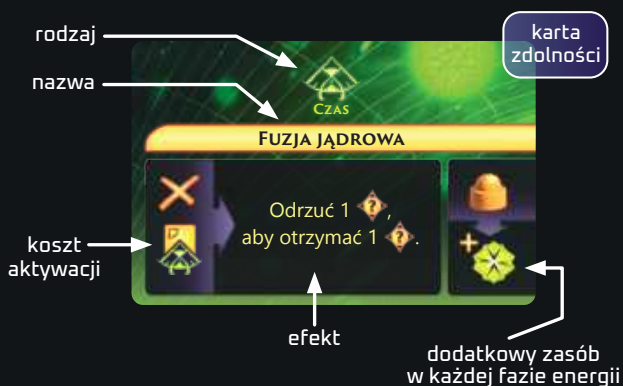 karta
zdolności
rodzaj
nazwa
Czas
Fuzja jądrowa
Odrzuć 1 ?,
aby otrzymać 1 ?.
koszt
aktywacji
efekt
dodatkowy zasób
w każdej fazie energii